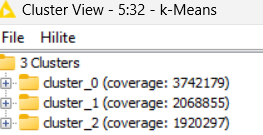 Cluster View - 5:32 - k-Means
File Hilite
3 Clusters
cluster_0 (coverage: 3742179)
cluster_1 (coverage: 2068855)
cluster_2 (coverage: 1920297)